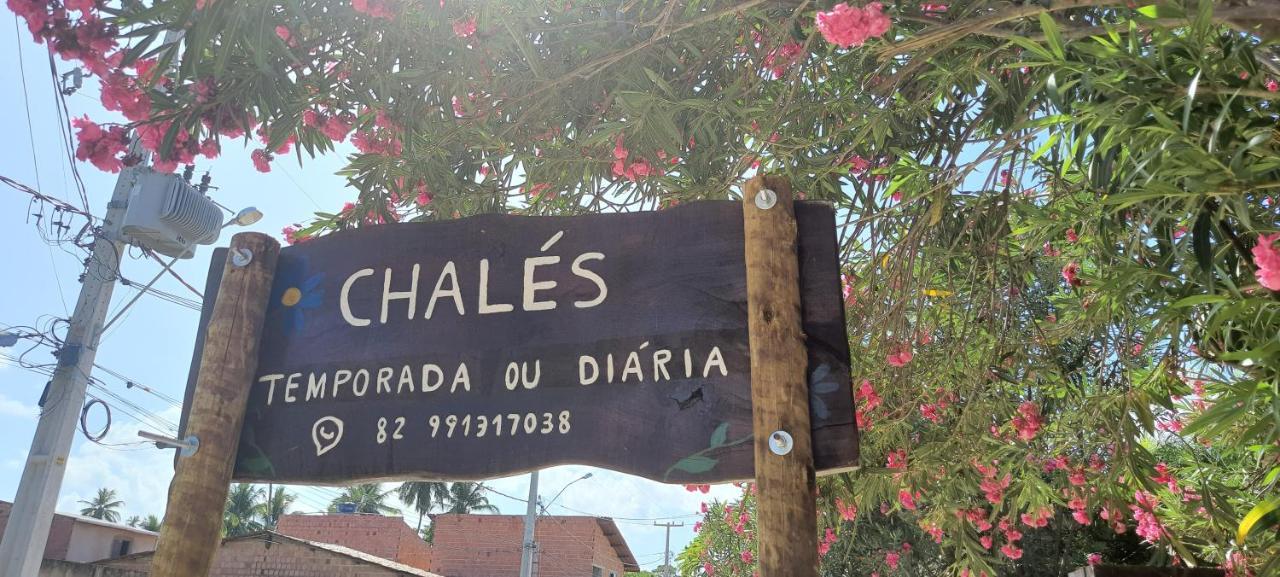 CHALÉS
TEMPORADA OU DIÁRIA
82 991317038